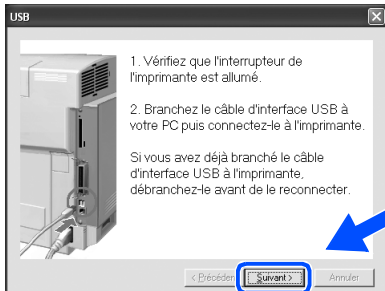 USB
1. Vérifiez que l'interrupteur de
l'imprimante est allumé.
2. Branchez le câble d'interface USB à
votre PC puis connectez-le à l'imprimante.
Si vous avez déjà branché le câble
d'interface USB à l'imprimante,
débranchez-le avant de le reconnecter.
< Précéden
Suivant >
Annuler